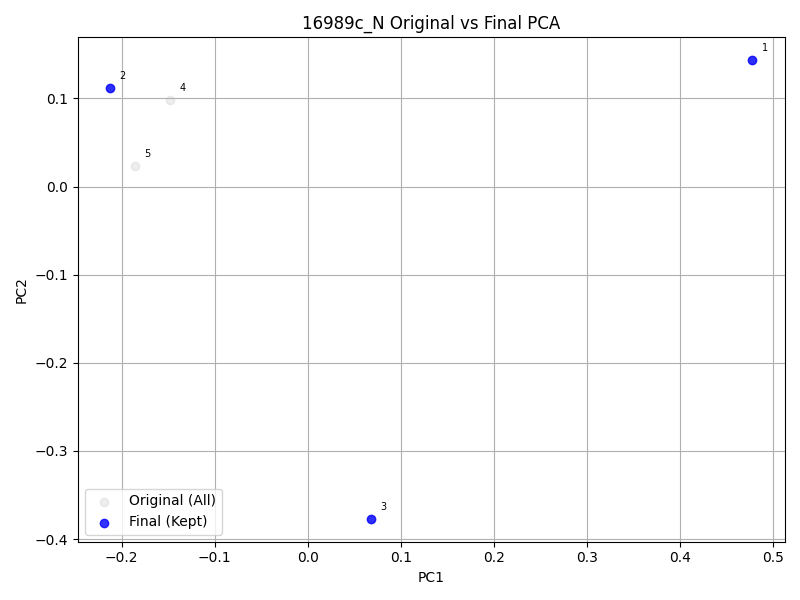 16989c_N Original vs Final PCA
1
2
4
5
3
PC2
0.1
0.0
−0.1
−0.2
−0.3
−0.4
Original (All)
Final (Kept)
−0.2 −0.1 0.0 0.1 0.2 0.3 0.4 0.5
PC1